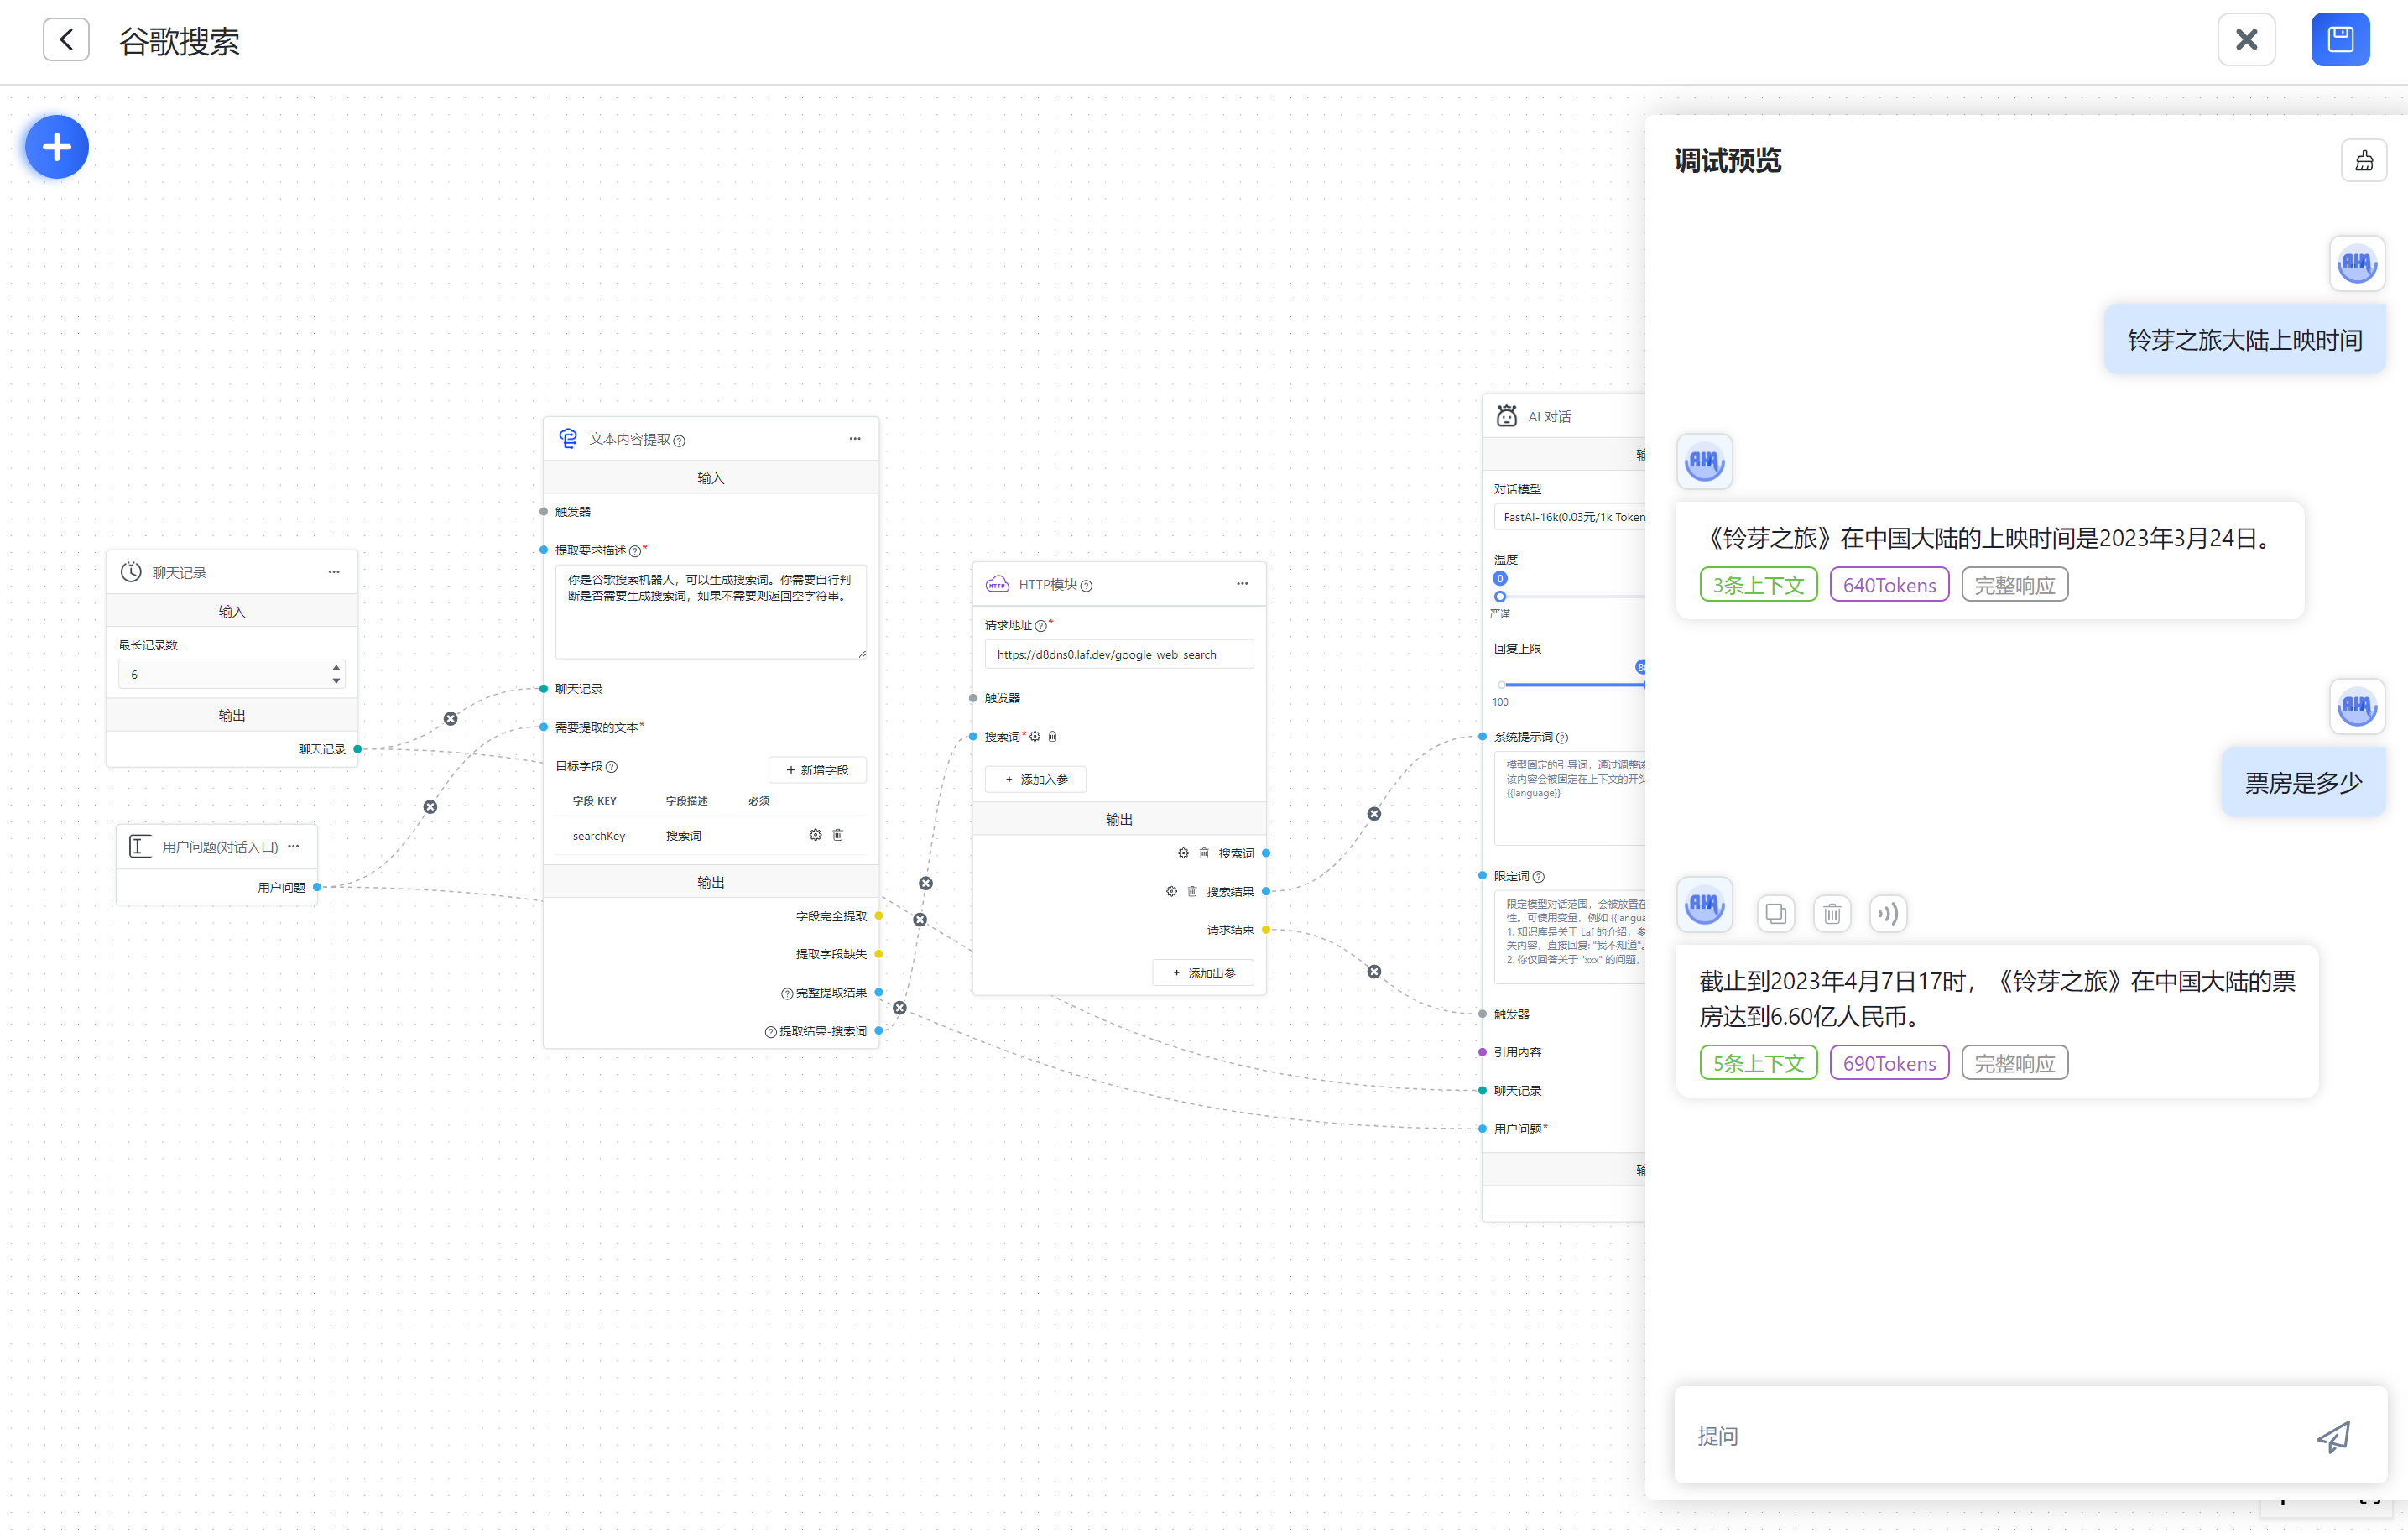 谷歌搜索
聊天记录
输入
最长记录数
6
输出
聊天记录
用户问题(对话入口)
用户问题
文本内容提取
输入
触发器
提取要求描述*
你是谷歌搜索机器人，可以生成搜索词。你需要自行判
断是否需要生成搜索词，如果不需要则返回空字符串。
聊天记录
需要提取的文本*
目标字段
+ 新增字段
字段 KEY 字段描述 必须
searchKey 搜索词
输出
字段完全提取
提取字段缺失
完整提取结果
提取结果-搜索词
HTTP
HTTP模块
请求地址*
https://d8dns0.laf.dev/google_web_search
触发器
搜索词*
+ 添加入参
输出
搜索词
搜索结果
请求结束
+ 添加出参
AI 对话
对话模型
FastAI-16k(0.03元/1k Token
温度
0
严谨
回复上限
100
系统提示词
模型固定的引导词，通过调整
该内容会被固定在上下文的开
{{language}}
限定词
限定模型对话范围，会被放置在
性。可使用变量，例如 {{langua
1. 知识库是关于 Laf 的介绍，参
关内容，直接回复: "我不知道"。
2. 你仅回答关于 "xxx" 的问题，
触发器
引用内容
聊天记录
用户问题*
调试预览
铃芽之旅大陆上映时间
《铃芽之旅》在中国大陆的上映时间是2023年3月24日。
3条上下文 640Tokens 完整响应
票房是多少
截止到2023年4月7日17时，《铃芽之旅》在中国大陆的票
房达到6.60亿人民币。
5条上下文 690Tokens 完整响应
提问